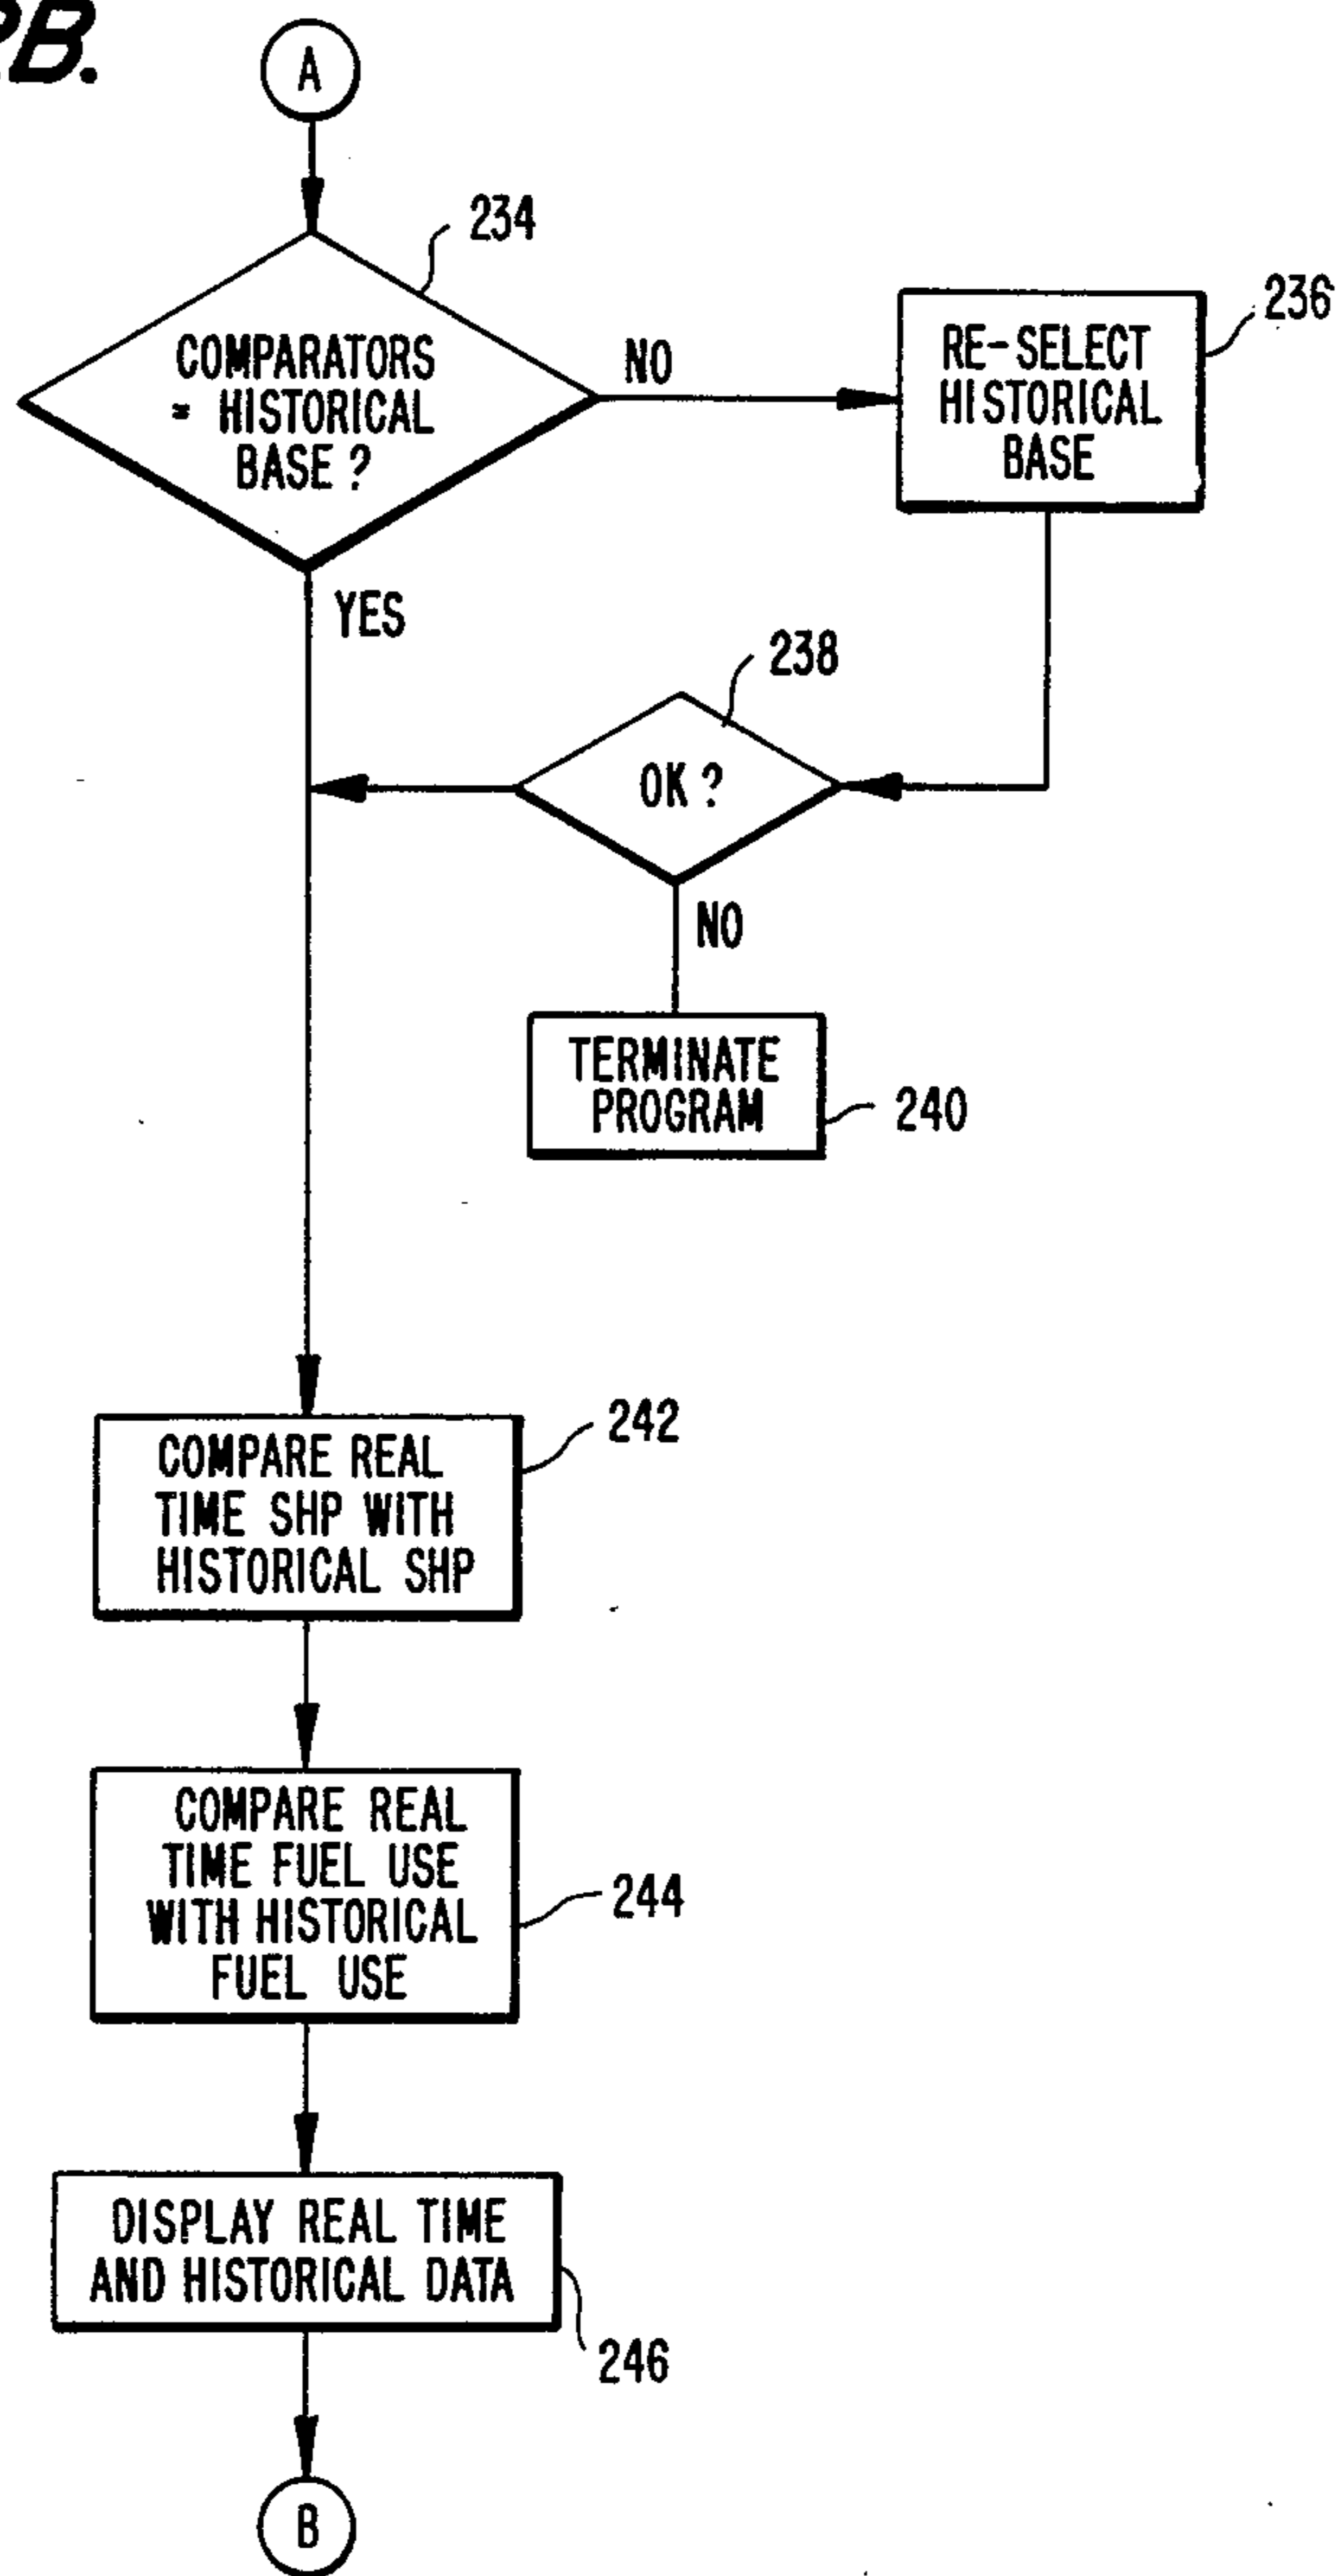 2B.
A
234
COMPARATORS
= HISTORICAL
BASE ?
NO
RE-SELECT
HISTORICAL
BASE
236
YES
238
OK ?
NO
TERMINATE
PROGRAM
240
242
COMPARE REAL
TIME SHP WITH
HISTORICAL SHP
COMPARE REAL
TIME FUEL USE
WITH HISTORICAL
FUEL USE
244
DISPLAY REAL TIME
AND HISTORICAL DATA
246
B